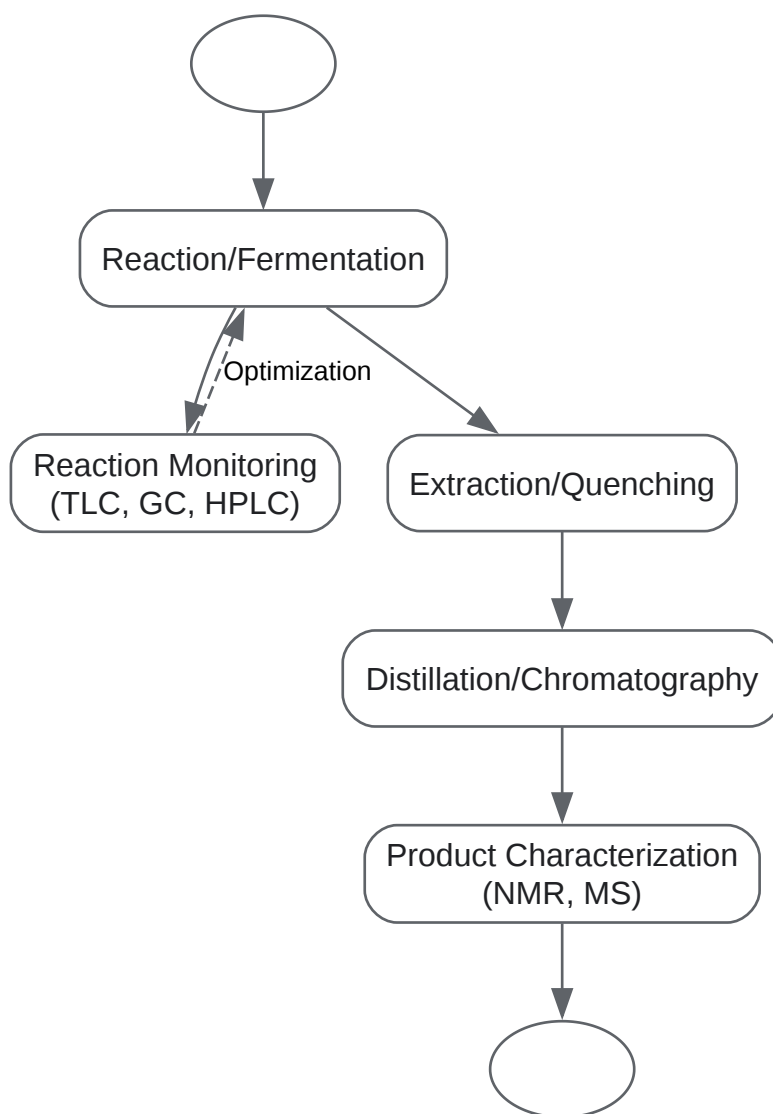 Reaction/Fermentation
Optimization
Reaction Monitoring
(TLC, GC, HPLC)
Extraction/Quenching
Distillation/Chromatography
Product Characterization
(NMR, MS)